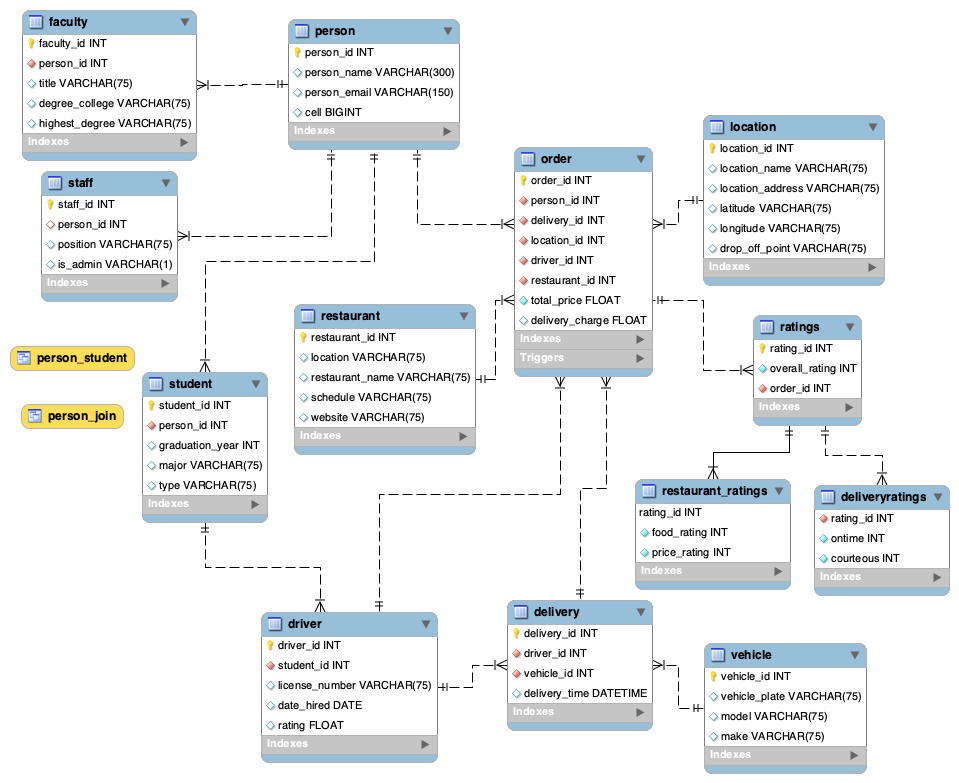 faculty
faculty_id INT
person_id INT
title VARCHAR(75)
degree_college VARCHAR(75)
highest_degree VARCHAR(75)
Indexes
person
person_id INT
person_name VARCHAR(300)
person_email VARCHAR(150)
cell BIGINT
Indexes
staff
staff_id INT
person_id INT
position VARCHAR(75)
is_admin VARCHAR(1)
Indexes
order
order_id INT
person_id INT
delivery_id INT
location_id INT
driver_id INT
restaurant_id INT
total_price FLOAT
delivery_charge FLOAT
Indexes
Triggers
location
location_id INT
location_name VARCHAR(75)
location_address VARCHAR(75)
latitude VARCHAR(75)
longitude VARCHAR(75)
drop_off_point VARCHAR(75)
Indexes
restaurant
restaurant_id INT
location VARCHAR(75)
restaurant_name VARCHAR(75)
schedule VARCHAR(75)
website VARCHAR(75)
Indexes
ratings
rating_id INT
overall_rating INT
order_id INT
Indexes
person_student
person_join
student
student_id INT
person_id INT
graduation_year INT
major VARCHAR(75)
type VARCHAR(75)
Indexes
restaurant_ratings
rating_id INT
food_rating INT
price_rating INT
Indexes
deliveryratings
rating_id INT
ontime INT
courteous INT
Indexes
driver
driver_id INT
student_id INT
license_number VARCHAR(75)
date_hired DATE
rating FLOAT
Indexes
delivery
delivery_id INT
driver_id INT
vehicle_id INT
delivery_time DATETIME
Indexes
vehicle
vehicle_id INT
vehicle_plate VARCHAR(75)
model VARCHAR(75)
make VARCHAR(75)
Indexes